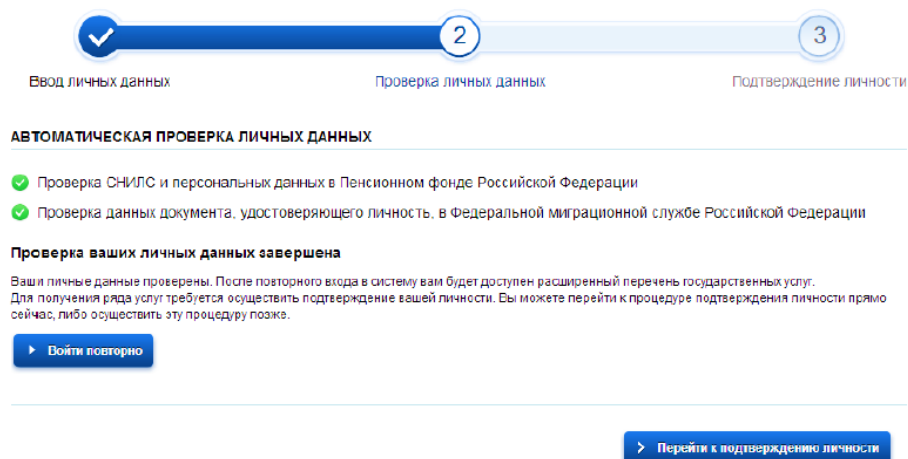 2
3
Ввод личных данных
Проверка личных данных
Подтверждение личности
АВТОМАТИЧЕСКАЯ ПРОВЕРКА ЛИЧНЫХ ДАННЫХ
Проверка СНИЛС и персональных данных в Пенсионном фонде Российской Федерации
Проверка данных документа, удостоверяющего личность, в Федеральной миграционной службе Российской Федерации
Проверка ваших личных данных завершена
Ваши личные данные проверены. После повторного входа в систему вам будет доступен расширенный перечень государственных услуг.
Для получения ряда услуг требуется осуществить подтверждение вашей личности. Вы можете перейти к процедуре подтверждения личности прямо
сейчас, либо осуществить эту процедуру позже.
Войти повторно
Перейти к подтверждению личности